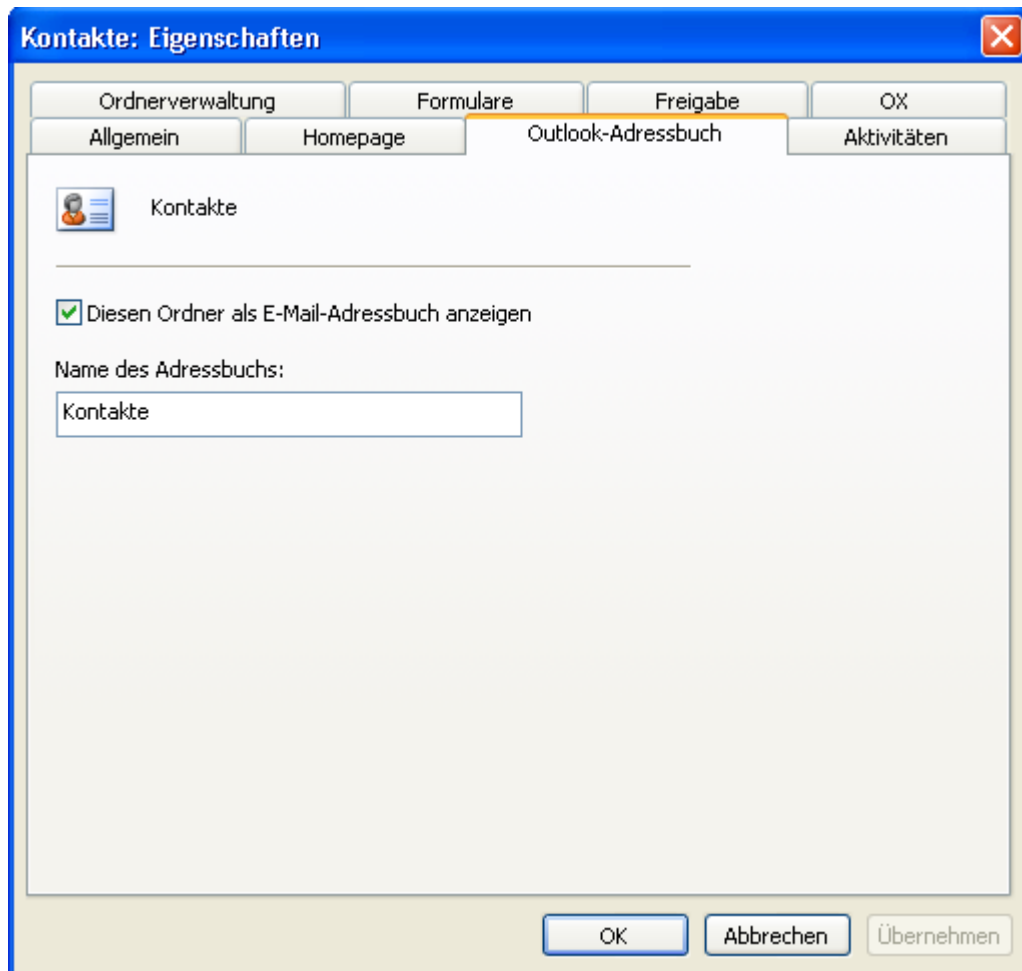 Kontakte: Eigenschaften
Ordnerverwaltung Formulare Freigabe OX
Allgemein Homepage Outlook-Adressbuch Aktivitäten
Kontakte
Diesen Ordner als E-Mail-Adressbuch anzeigen
Name des Adressbuchs:
Kontakte
OK Abbrechen Übernehmen